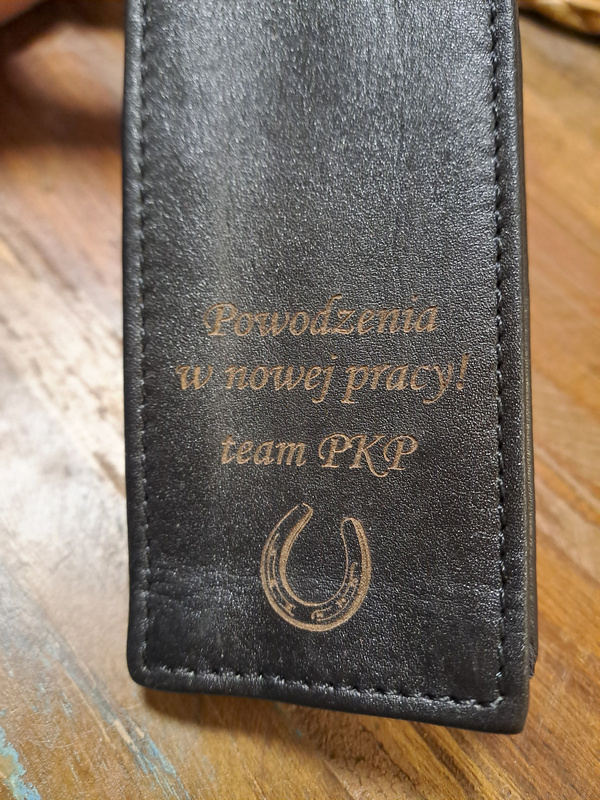 Powodzenia
w nowej pracy!
team PKP